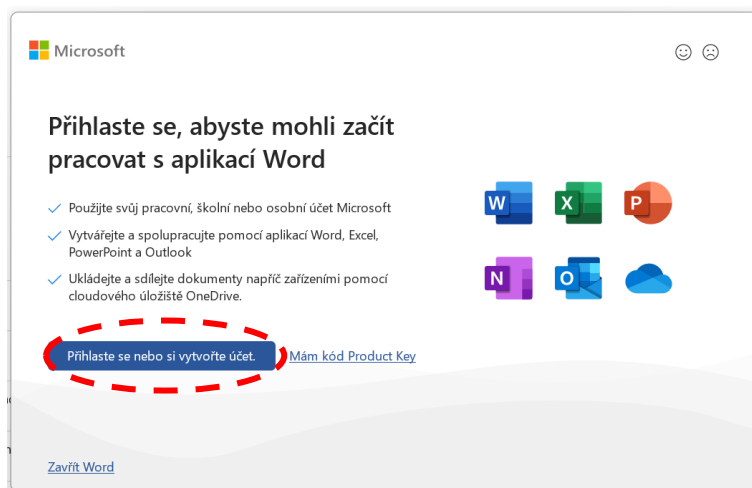 Microsoft
Přihlaste se, abyste mohli začít
pracovat s aplikací Word
Použijte svůj pracovní, školní nebo osobní účet Microsoft
Vytvářejte a spolupracujte pomocí aplikací Word, Excel,
PowerPoint a Outlook
Ukládejte a sdílejte dokumenty napříč zařízeními pomocí
cloudového úložiště OneDrive.
W X P
N O
Přihlaste se nebo si vytvořte účet. Mám kód Product Key
Zavřít Word